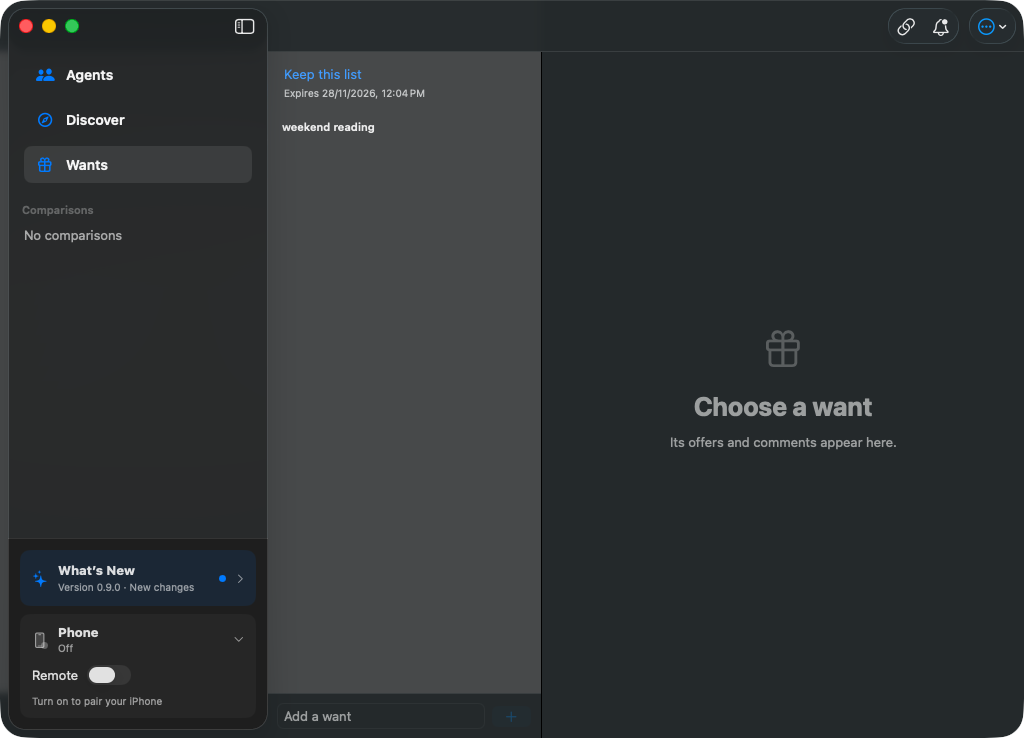 Agents
Discover
Wants
Comparisons
No comparisons
What's New
Version 0.9.0 · New changes
Phone
Off
Remote
Turn on to pair your iPhone
Keep this list
Expires 28/11/2026, 12:04 PM
weekend reading
Add a want
Choose a want
Its offers and comments appear here.